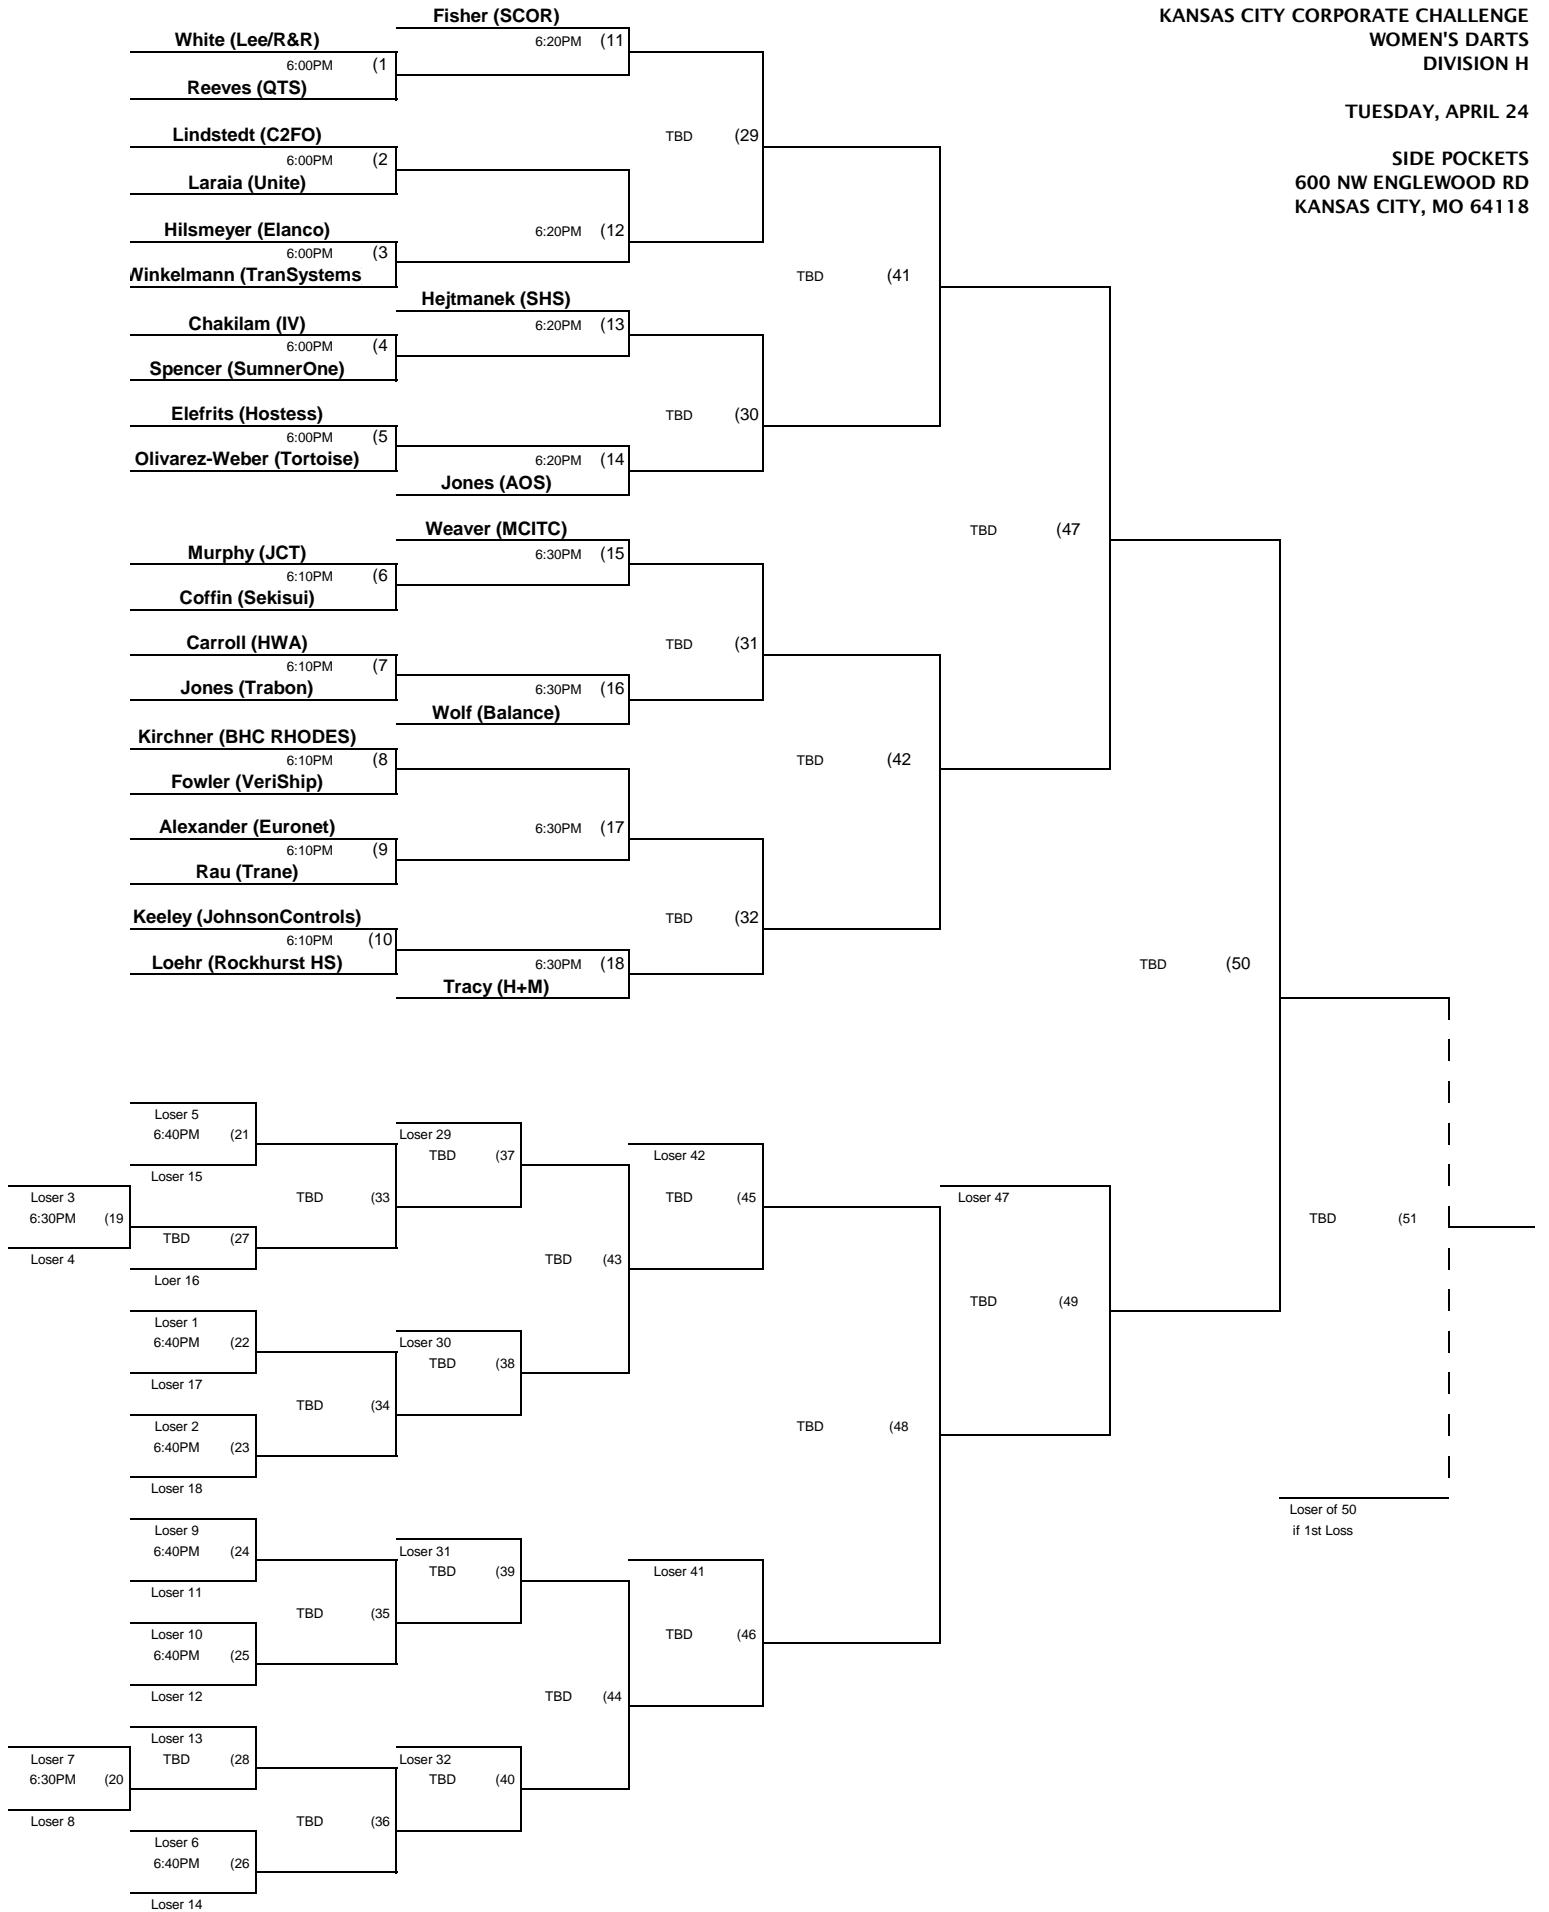 Fisher (SCOR)
KANSAS CITY CORPORATE CHALLENGE
White (Lee/R&R)
6:20PM (11
WOMEN'S DARTS
6:00PM (1
DIVISION H
Reeves (QTS)
TUESDAY, APRIL 24
Lindstedt (C2FO)
TBD (29
6:00PM (2
SIDE POCKETS
Laraia (Unite)
600 NW ENGLEWOOD RD
KANSAS CITY, MO 64118
Hilsmeyer (Elanco)
6:20PM (12
6:00PM (3
Winkelmann (TranSystems
TBD (41
Hejtmanek (SHS)
Chakilam (IV)
6:20PM (13
6:00PM (4
Spencer (SumnerOne)
Elefrits (Hostess)
TBD (30
6:00PM (5
Olivarez-Weber (Tortoise)
6:20PM (14
Jones (AOS)
Weaver (MCITC)
TBD (47
Murphy (JCT)
6:30PM (15
6:10PM (6
Coffin (Sekisui)
Carroll (HWA)
TBD (31
6:10PM (7
Jones (Trabon)
6:30PM (16
Wolf (Balance)
Kirchner (BHC RHODES)
6:10PM (8
TBD (42
Fowler (VeriShip)
Alexander (Euronet)
6:30PM (17
6:10PM (9
Rau (Trane)
Keeley (JohnsonControls)
TBD (32
6:10PM (10
Loehr (Rockhurst HS)
6:30PM (18
TBD (50
Tracy (H+M)
Loser 5
6:40PM (21
Loser 29
TBD (37
Loser 42
Loser 15
Loser 3
TBD (33
TBD (45
Loser 47
6:30PM (19
TBD (51
TBD (27
Loser 4
TBD (43
Loer 16
TBD (49
Loser 1
6:40PM (22
Loser 30
TBD (38
Loser 17
TBD (34
Loser 2
TBD (48
6:40PM (23
Loser 18
Loser of 50
if 1st Loss
Loser 9
6:40PM (24
Loser 31
TBD (39
Loser 41
Loser 11
TBD (35
Loser 10
TBD (46
6:40PM (25
Loser 12
TBD (44
Loser 13
Loser 7
TBD (28
Loser 32
6:30PM (20
TBD (40
Loser 8
TBD (36
Loser 6
6:40PM (26
Loser 14